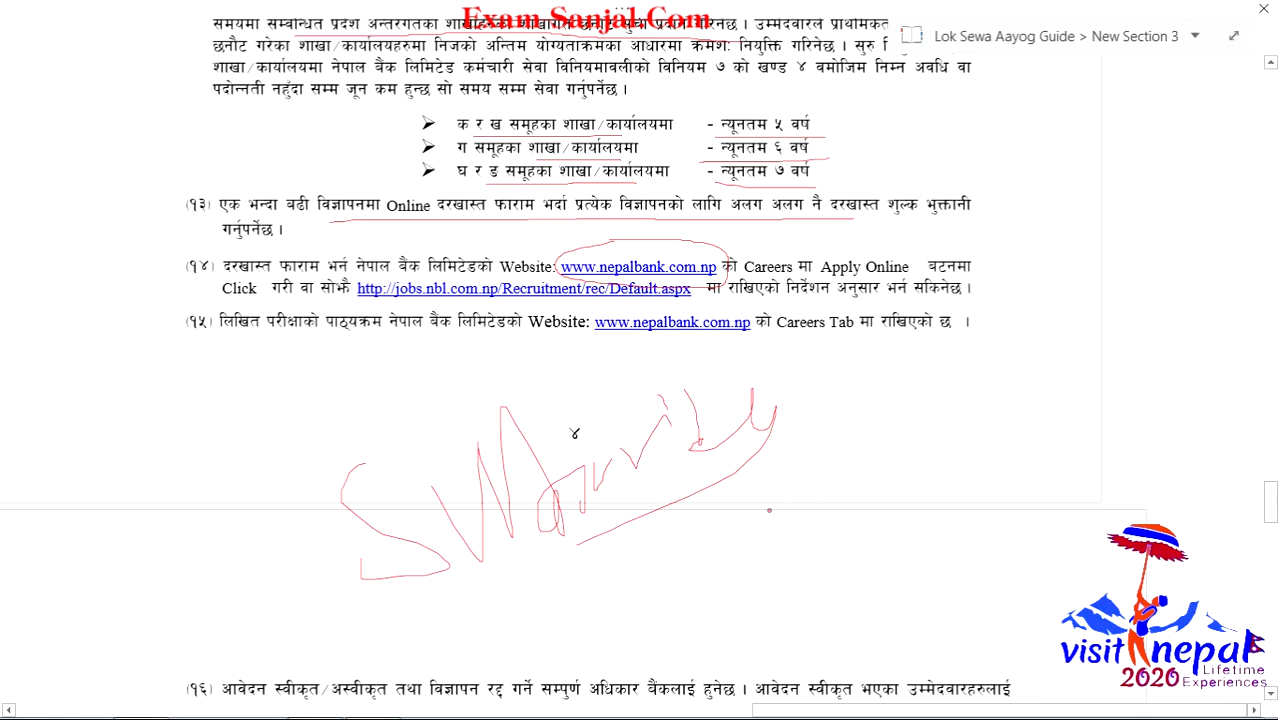 Exam Sanjal.Com
Lok Sewa Aayog Guide > New Section 3
समयमा सम्बन्धित प्रदेश अन्तरगतका शाखाहरुको
उम्मेदवारले प्राथमिकता
छनौट गरेका शाखा/कार्यालयहरुमा निजको अन्तिम योग्यताक्रमका आधारमा क्रमशः नियुक्ति गरिनेछ । सुरु
शाखा/कार्यालयमा नेपाल बैंक लिमिटेड कर्मचारी सेवा विनियमावलीको विनियम ७ को खण्ड ४ वमोजिम निम्न अवधि वा
पदोन्नती नहुँदा सम्म जून कम हुन्छ सो समय सम्म सेवा गर्नुपर्नेछ ।
➢ क र ख समूहका शाखा/कार्यालयमा - न्यूनतम ५ वर्ष
➢ ग समूहका शाखा/कार्यालयमा - न्यूनतम ६ वर्ष
➢ घ र ङ समूहका शाखा/कार्यालयमा - न्यूनतम ७ वर्ष
(१३) एक भन्दा बढी विज्ञापनमा Online दरखास्त फाराम भर्दा प्रत्येक विज्ञापनको लागि अलग अलग नै दरखास्त शुल्क भुक्तानी
गर्नुपर्नेछ ।
(१४) दरखास्त फाराम भर्न नेपाल बैंक लिमिटेडको Website: www.nepalbank.com.np को Careers मा Apply Online बटनमा
Click गरी वा सोझै http://jobs.nbl.com.np/Recruitment/rec/Default.aspx मा राखिएको निर्देशन अनुसार भर्न सकिनेछ ।
(१५) लिखित परीक्षाको पाठ्यक्रम नेपाल बैंक लिमिटेडको Website: www.nepalbank.com.np को Careers Tab मा राखिएको छ ।
४
visit nepal
2020 Lifetime
Experiences
(१६) आवेदन स्वीकृत/अस्वीकृत तथा विज्ञापन रद्द गर्ने सम्पुर्ण अधिकार बैंकलाई हुनेछ । आवेदन स्वीकृत भएका उम्मेदवारहरुलाई